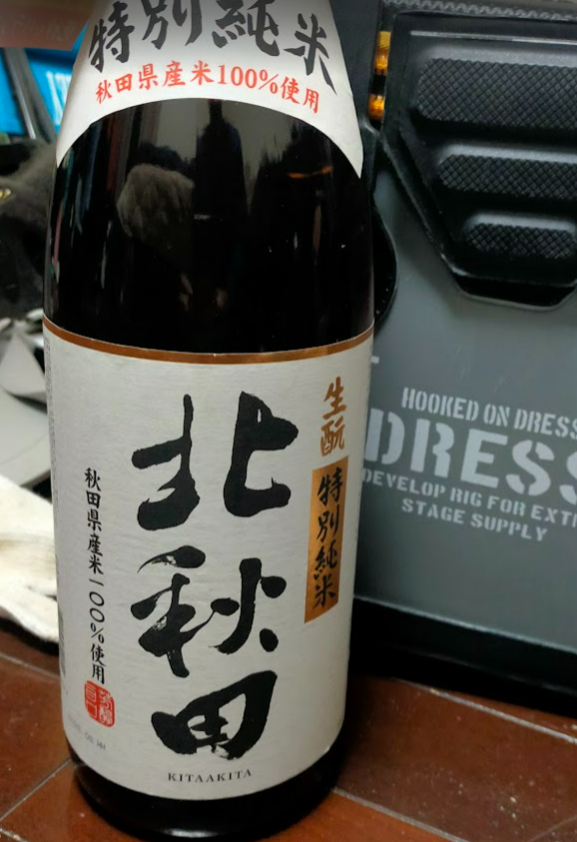 特別純米
秋田県産米100%使用
生酛
特別純米
北秋田
秋田県産米一〇〇%使用
KITAAKITA
HOOKED ON DRESS
DRESS
DEVELOP RIG FOR EXT
STAGE SUPPLY